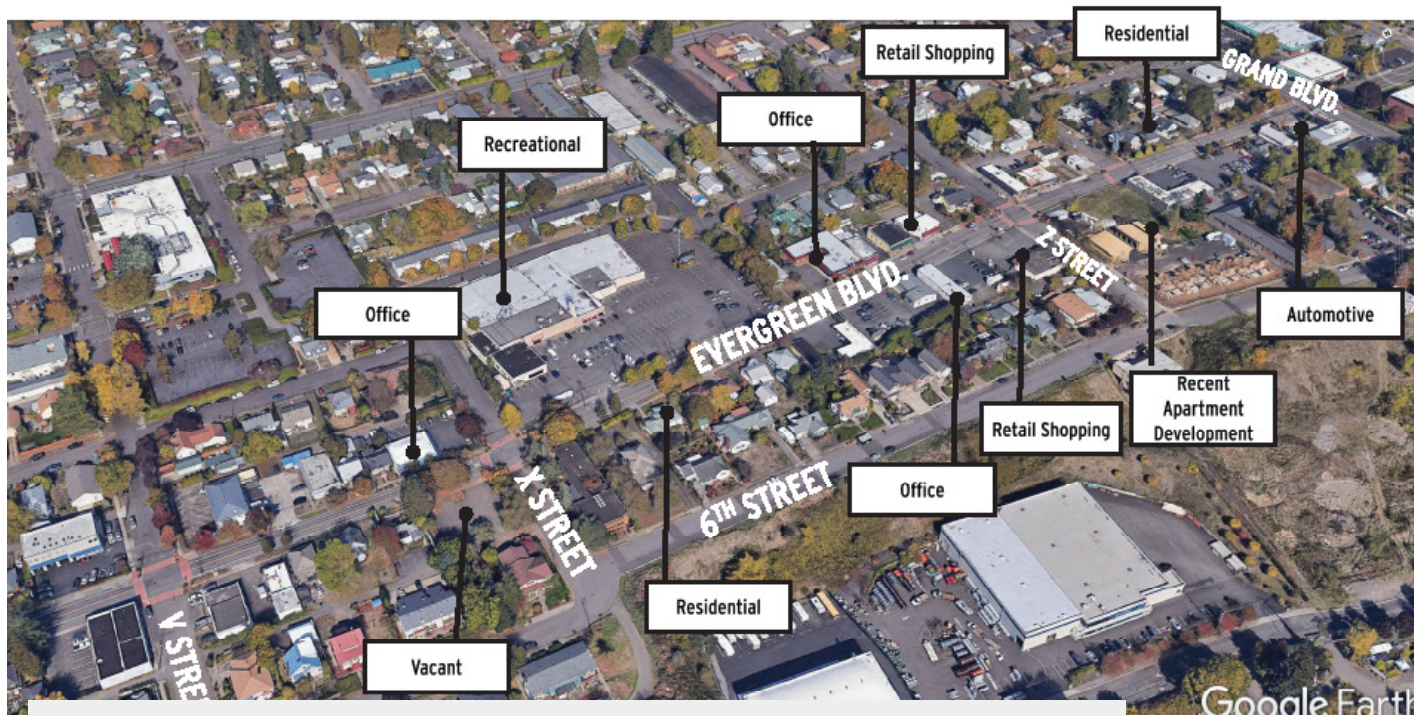 Residential
Retail Shopping
GRAND BLVD.
Office
Recreational
Z STREET
Office
EVERGREEN BLVD.
Automotive
Recent
Apartment
Development
Retail Shopping
X STREET
6TH STREET
Office
Residential
V STREE
Vacant
Google Earth